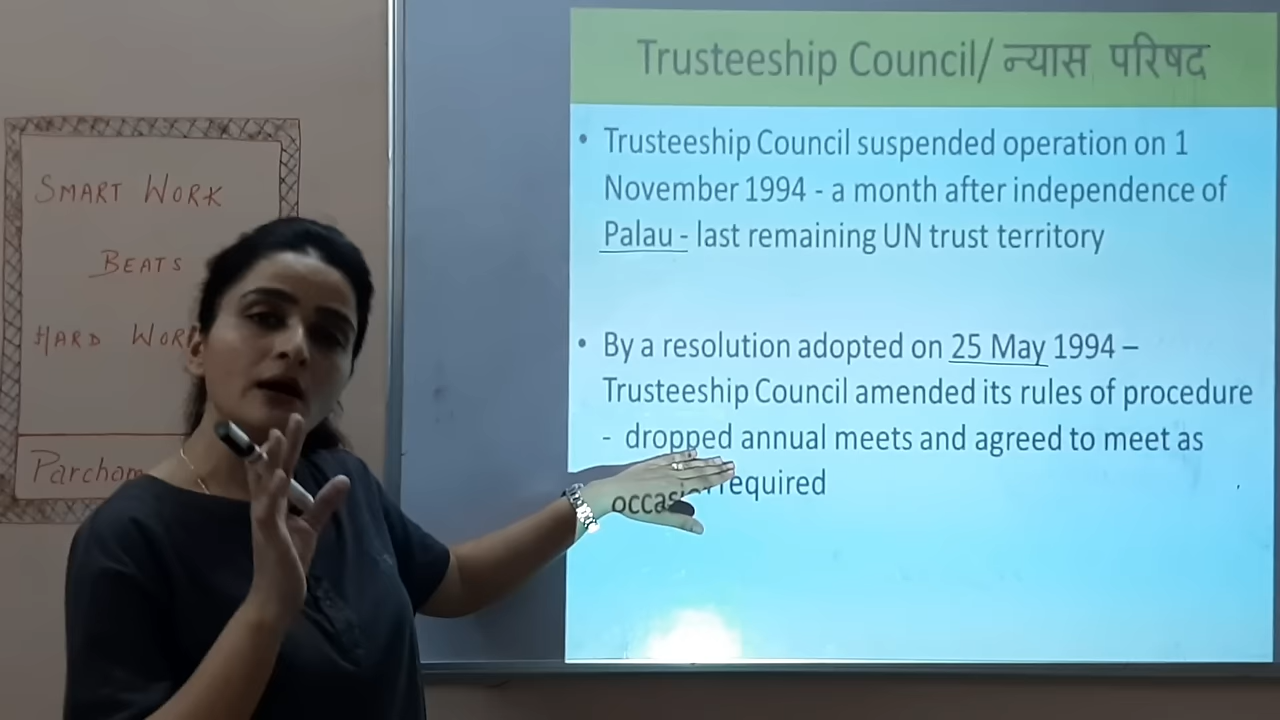 Trusteeship Council/ न्यास परिषद
• Trusteeship Council suspended operation on 1
November 1994 - a month after independence of
Palau - last remaining UN trust territory
• By a resolution adopted on 25 May 1994 –
Trusteeship Council amended its rules of procedure
- dropped annual meets and agreed to meet as
required
SMART WORK
BEATS
HARD
Parcham